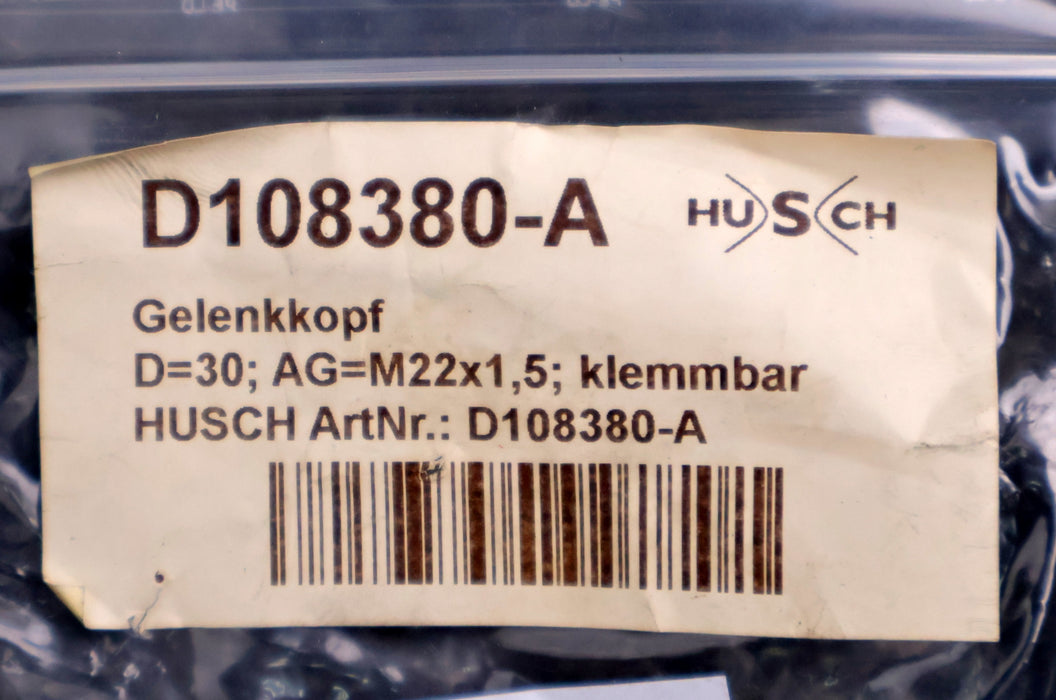 D108380-A
HUSCH
Gelenkkopf
D=30; AG=M22x1,5; klemmbar
HUSCH ArtNr.: D108380-A